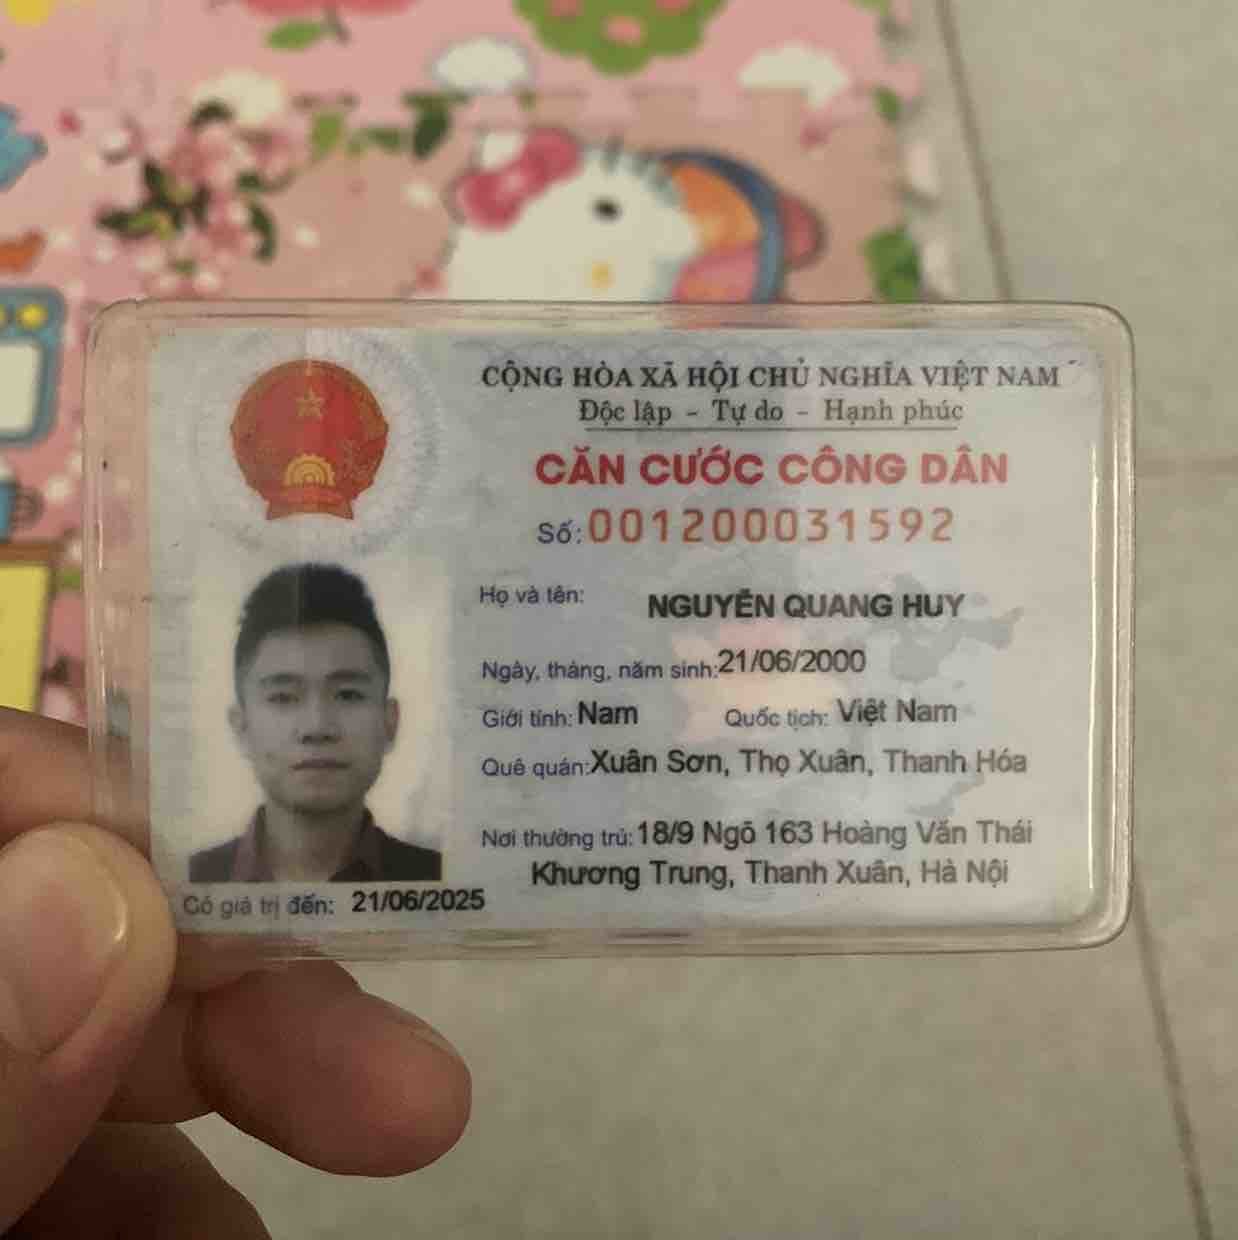 CỘNG HÒA XÃ HỘI CHỦ NGHĨA VIỆT NAM
Độc lập - Tự do - Hạnh phúc
CĂN CƯỚC CÔNG DÂN
Số: 001200031592
Họ và tên: NGUYỄN QUANG HUY
Ngày, tháng, năm sinh: 21/06/2000
Giới tính: Nam Quốc tịch: Việt Nam
Quê quán: Xuân Sơn, Thọ Xuân, Thanh Hóa
Nơi thường trú: 18/9 Ngõ 163 Hoàng Văn Thái
Khương Trung, Thanh Xuân, Hà Nội
Có giá trị đến: 21/06/2025